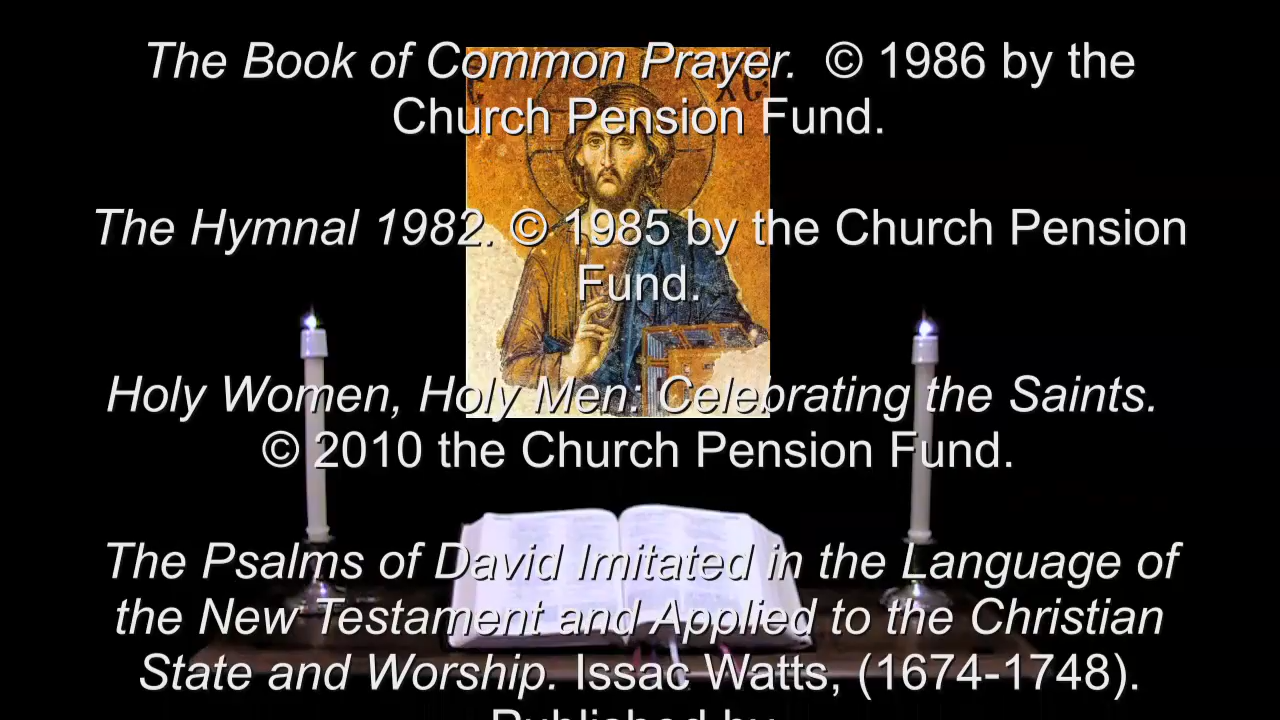 The Book of Common Prayer. © 1986 by the
Church Pension Fund.
The Hymnal 1982. © 1985 by the Church Pension
Fund.
Holy Women, Holy Men: Celebrating the Saints.
© 2010 the Church Pension Fund.
The Psalms of David Imitated in the Language of
the New Testament and Applied to the Christian
State and Worship. Issac Watts, (1674-1748).
Published by